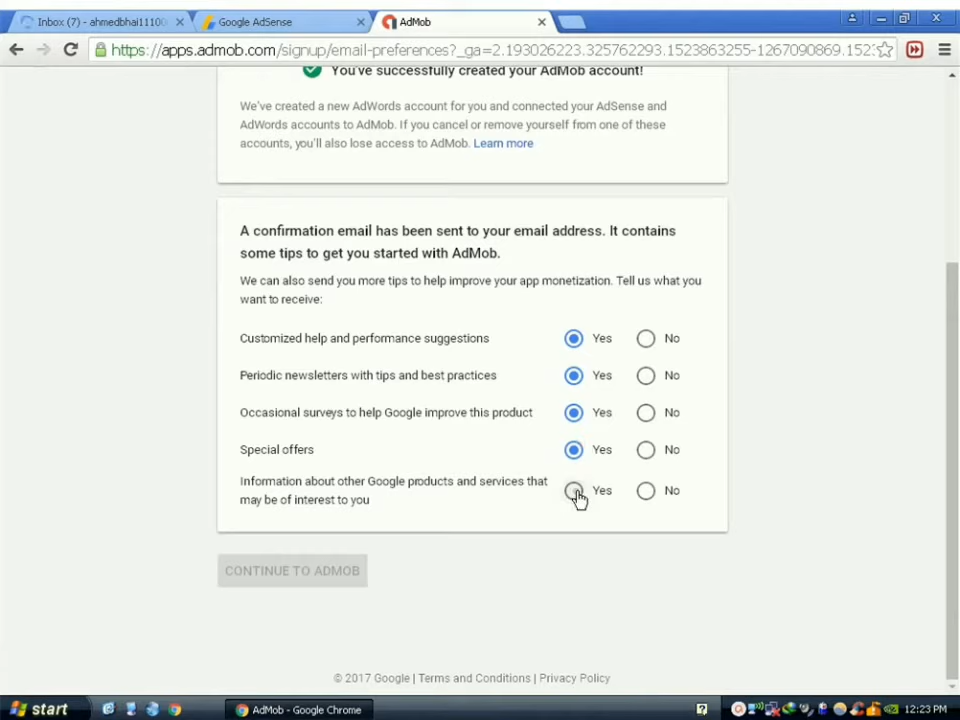 Inbox (7) - ahmedbhai11100
Google AdSense
AdMob
https://apps.admob.com/signup/email-preferences?_ga=2.193026223.325762293.1523863255-1267090869.152
You've successfully created your AdMob account!
We've created a new AdWords account for you and connected your AdSense and
AdWords accounts to AdMob. If you cancel or remove yourself from one of these
accounts, you'll also lose access to AdMob. Learn more
A confirmation email has been sent to your email address. It contains
some tips to get you started with AdMob.
We can also send you more tips to help improve your app monetization. Tell us what you
want to receive:
Customized help and performance suggestions Yes No
Periodic newsletters with tips and best practices Yes No
Occasional surveys to help Google improve this product Yes No
Special offers Yes No
Information about other Google products and services that
may be of interest to you Yes No
CONTINUE TO ADMOB
© 2017 Google | Terms and Conditions | Privacy Policy
start
AdMob - Google Chrome
12:23 PM